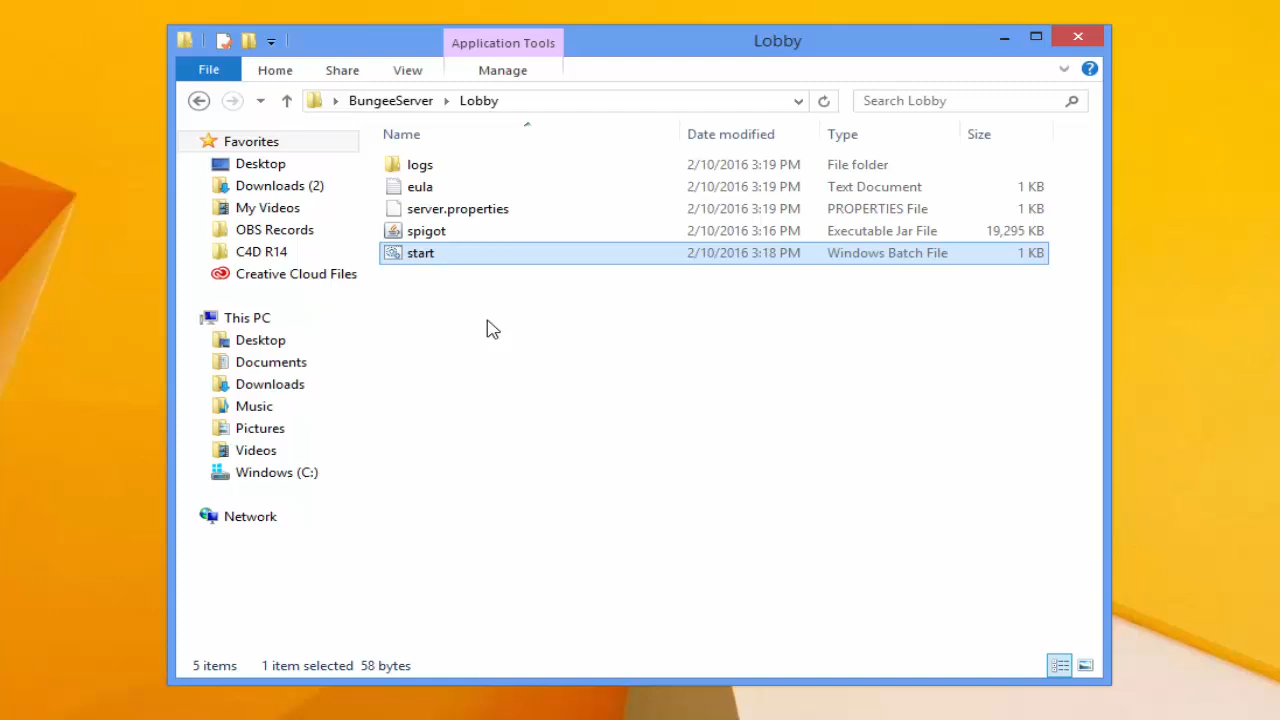 Application Tools
Lobby
File
Home
Share
View
Manage
BungeeServer
Lobby
Search Lobby
Favorites
Desktop
Downloads (2)
My Videos
OBS Records
C4D R14
Creative Cloud Files
This PC
Desktop
Documents
Downloads
Music
Pictures
Videos
Windows (C:)
Network
Name Date modified Type Size
logs 2/10/2016 3:19 PM File folder
eula 2/10/2016 3:19 PM Text Document 1 KB
server.properties 2/10/2016 3:19 PM PROPERTIES File 1 KB
spigot 2/10/2016 3:16 PM Executable Jar File 19,295 KB
start 2/10/2016 3:18 PM Windows Batch File 1 KB
5 items 1 item selected 58 bytes